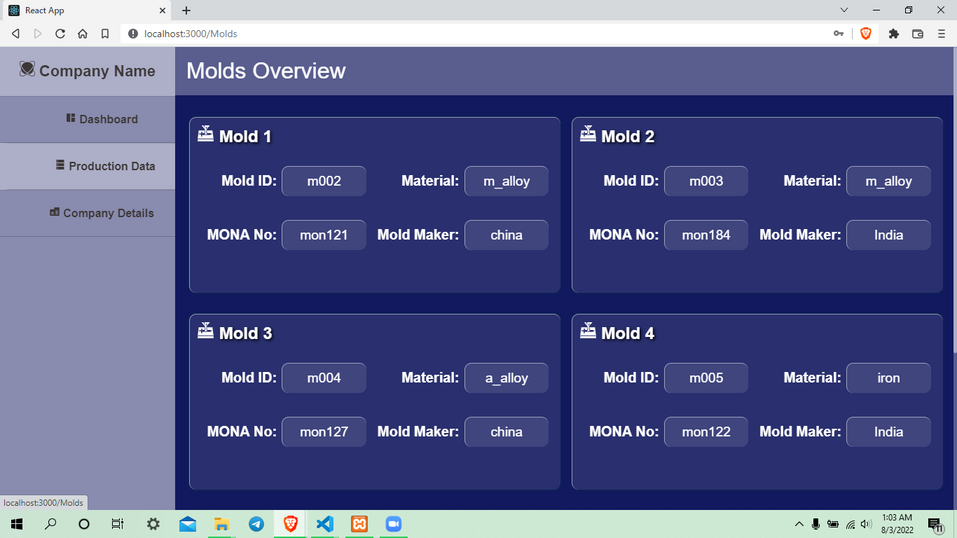 React App
localhost:3000/Molds
Company Name
Molds Overview
Dashboard
Production Data
Company Details
Mold 1
Mold ID: m002 Material: m_alloy
MONA No: mon121 Mold Maker: china
Mold 2
Mold ID: m003 Material: m_alloy
MONA No: mon184 Mold Maker: India
Mold 3
Mold ID: m004 Material: a_alloy
MONA No: mon127 Mold Maker: china
Mold 4
Mold ID: m005 Material: iron
MONA No: mon122 Mold Maker: India
localhost:3000/Molds
1:03 AM
8/3/2022
11